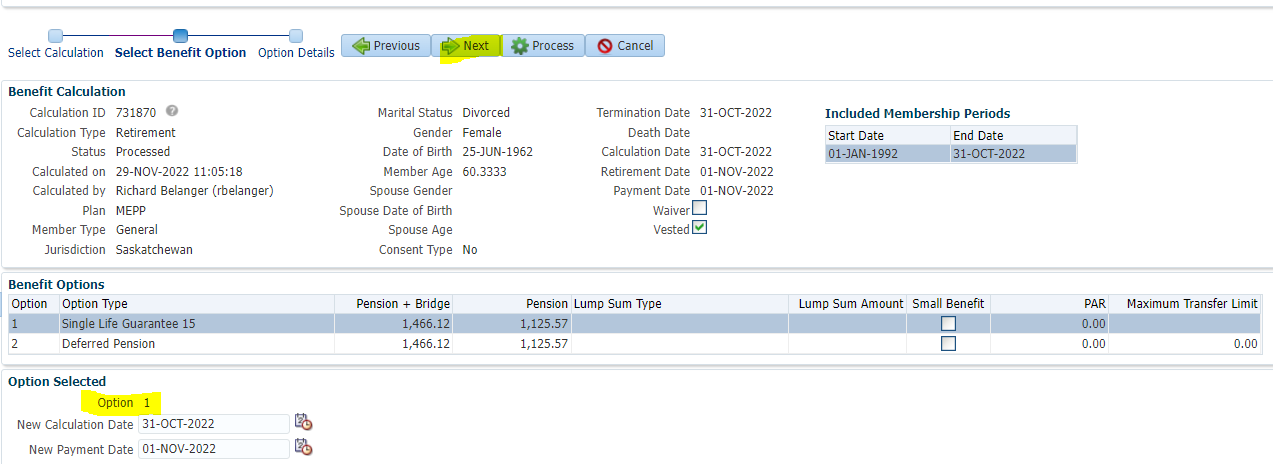 Select Calculation Select Benefit Option Option Details Previous Next Process Cancel
Benefit Calculation
Calculation ID 731870 Marital Status Divorced Termination Date 31-OCT-2022 Included Membership Periods
Calculation Type Retirement Gender Female Death Date Start Date End Date
Status Processed Date of Birth 25-JUN-1962 Calculation Date 31-OCT-2022 01-JAN-1992 31-OCT-2022
Calculated on 29-NOV-2022 11:05:18 Member Age 60.3333 Retirement Date 01-NOV-2022
Calculated by Richard Belanger (rbelanger) Spouse Gender Payment Date 01-NOV-2022
Plan MEPP Spouse Date of Birth Waiver
Member Type General Spouse Age Vested
Jurisdiction Saskatchewan Consent Type No
Benefit Options
Option Option Type Pension + Bridge Pension Lump Sum Type Lump Sum Amount Small Benefit PAR Maximum Transfer Limit
1 Single Life Guarantee 15 1,466.12 1,125.57 0.00
2 Deferred Pension 1,466.12 1,125.57 0.00 0.00
Option Selected
Option 1
New Calculation Date 31-OCT-2022
New Payment Date 01-NOV-2022